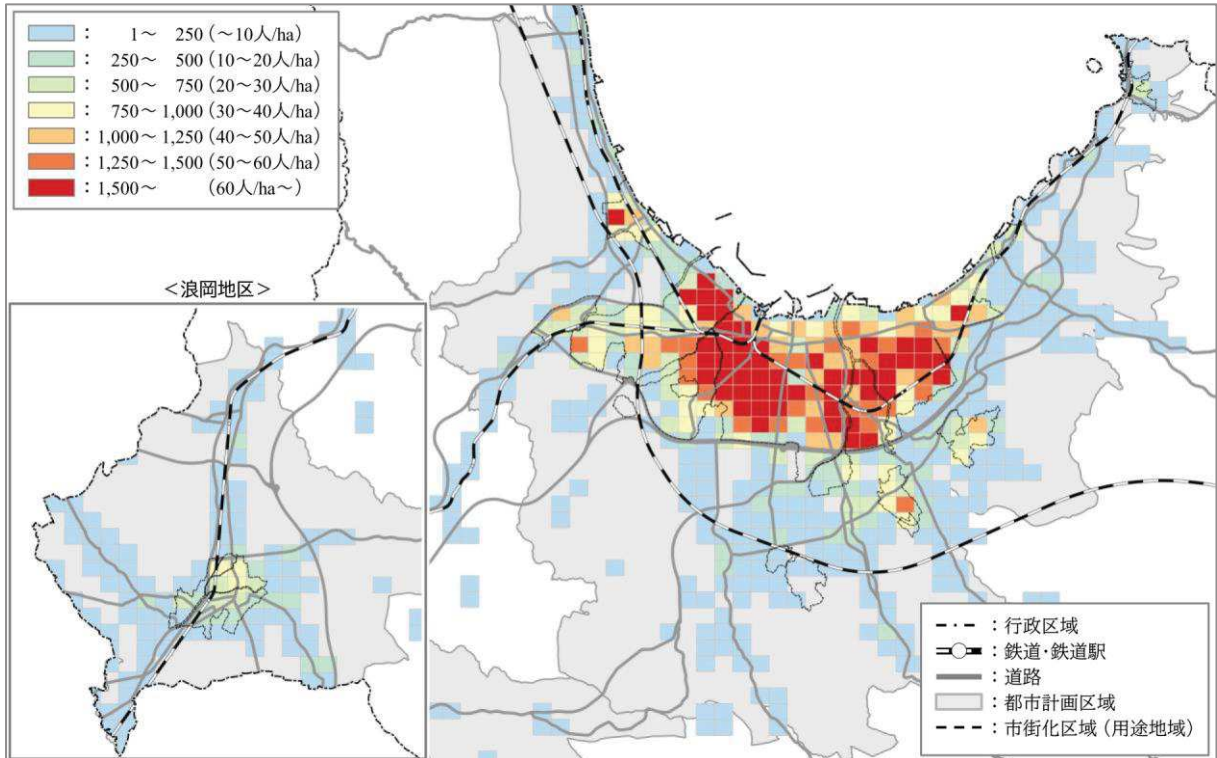 ： 1～ 250（～10人/ha）
： 250～ 500（10～20人/ha）
： 500～ 750（20～30人/ha）
： 750～1,000（30～40人/ha）
：1,000～1,250（40～50人/ha）
：1,250～1,500（50～60人/ha）
：1,500～ （60人/ha～）
＜浪岡地区＞
：行政区域
：鉄道・鉄道駅
：道路
：都市計画区域
：市街化区域（用途地域）